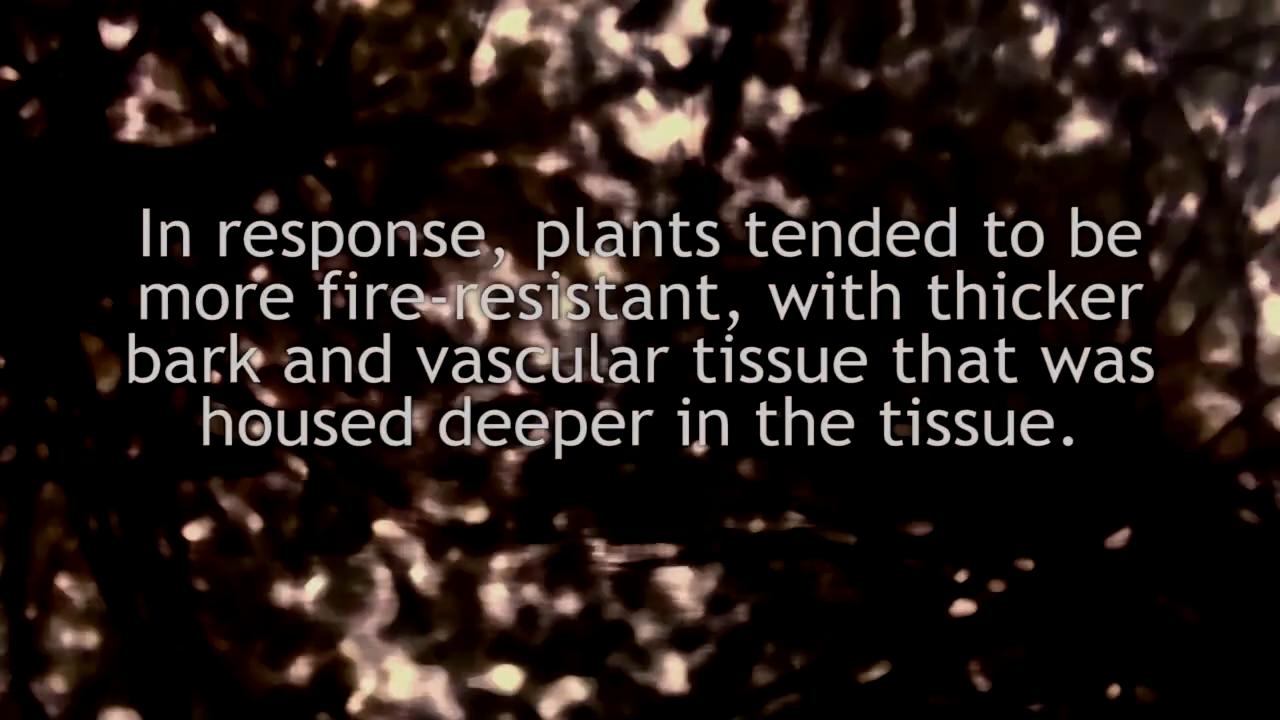 In response, plants tended to be
more fire-resistant, with thicker
bark and vascular tissue that was
housed deeper in the tissue.